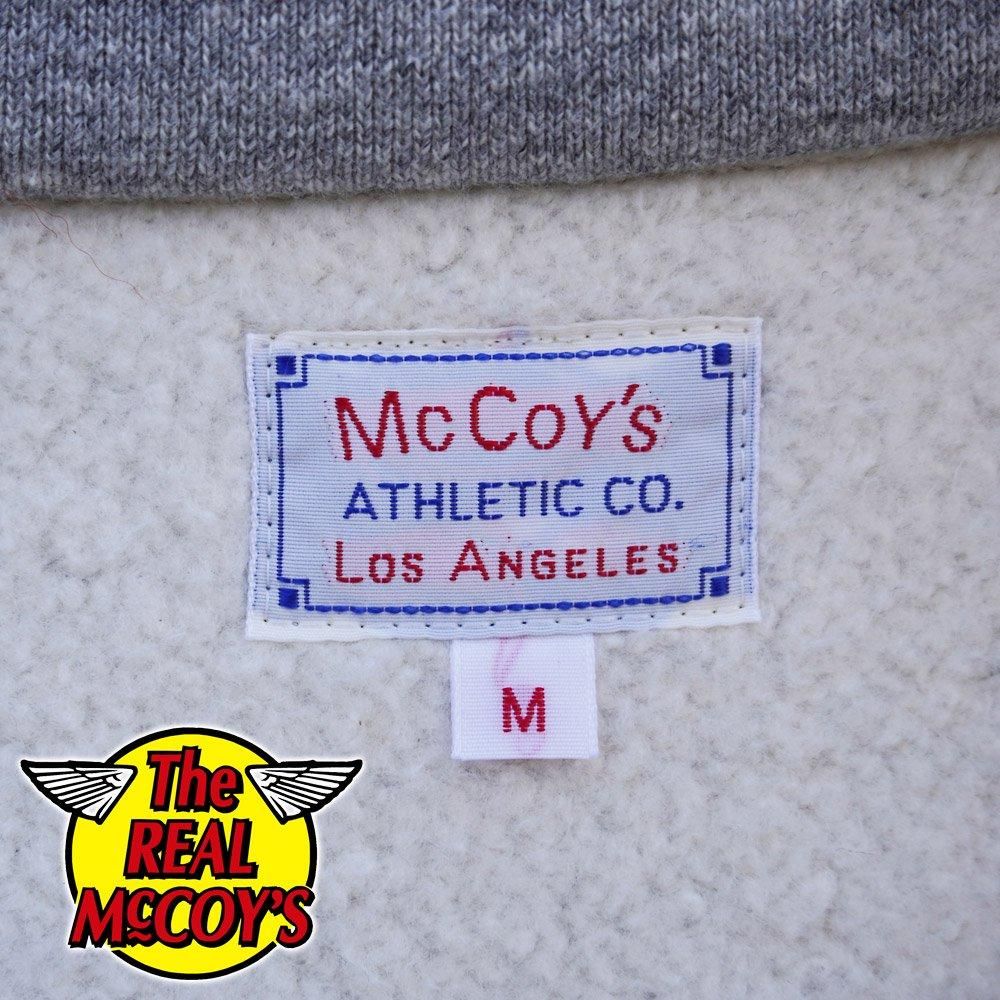 McCoy's
ATHLETIC CO.
LOS ANGELES
M
The
REAL
McCOY'S